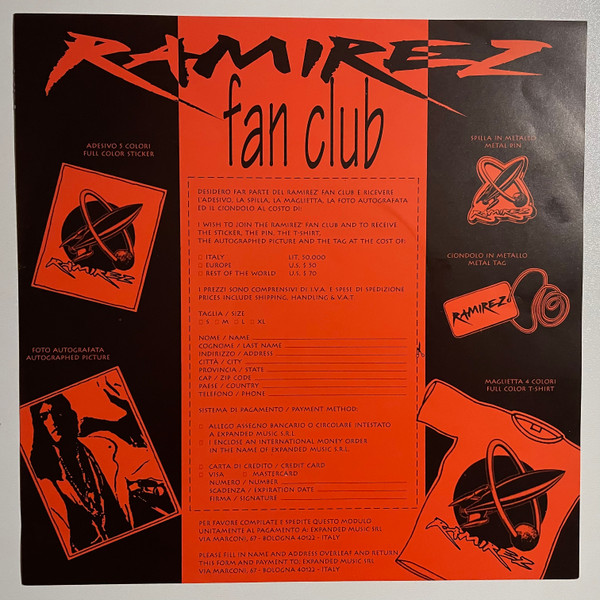 RAMIREZ
fan club
ADESIVO 5 COLORI
FULL COLOR STICKER
RAMIREZ
FOTO AUTOGRAFATA
AUTOGRAPHED PICTURE
DESIDERO FAR PARTE DEL RAMIREZ FAN CLUB E RICEVERE
L'ADESIVO, LA SPILLA, LA MAGLIETTA, LA FOTO AUTOGRAFATA
ED IL CIONDOLO AL COSTO DI:
I WISH TO JOIN THE RAMIREZ' FAN CLUB AND TO RECEIVE
THE STICKER, THE PIN, THE T-SHIRT,
THE AUTOGRAPHED PICTURE AND THE TAG AT THE COST OF:
□ ITALY LIT. 50.000
□ EUROPE U.S. $ 50
□ REST OF THE WORLD U.S. $ 70
I PREZZI SONO COMPRENSIVI DI I.V.A. E SPESE DI SPEDIZIONE
PRICES INCLUDE SHIPPING, HANDLING & V.A.T
TAGLIA / SIZE
□ S □ M □ L □ XL
NOME / NAME
COGNOME / LAST NAME
INDIRIZZO / ADDRESS
CITTÀ / CITY
PROVINCIA / STATE
CAP / ZIP CODE
PAESE / COUNTRY
TELEFONO / PHONE
SISTEMA DI PAGAMENTO / PAYMENT METHOD:
□ ALLEGO ASSEGNO BANCARIO O CIRCOLARE INTESTATO
A EXPANDED MUSIC S.R.L.
□ I ENCLOSE AN INTERNATIONAL MONEY ORDER
IN THE NAME OF EXPANDED MUSIC S.R.L.
□ CARTA DI CREDITO / CREDIT CARD
□ VISA □ MASTERCARD
NUMERO / NUMBER
SCADENZA / EXPIRATION DATE
FIRMA / SIGNATURE
PER FAVORE COMPILATE E SPEDITE QUESTO MODULO
UNITAMENTE AL PAGAMENTO A: EXPANDED MUSIC SRL
VIA MARCONI, 67 - BOLOGNA 40122 - ITALY
PLEASE FILL IN NAME AND ADDRESS OVERLEAF AND RETURN
THIS FORM AND PAYMENT TO: EXPANDED MUSIC SRL
VIA MARCONI, 67 - BOLOGNA 40122 - ITALY
SPILLA IN METALLO
METAL PIN
RAMIREZ
CIONDOLO IN METALLO
METAL TAG
RAMIREZ
MAGLIETTA 4 COLORI
FULL COLOR T-SHIRT
RAMIREZ